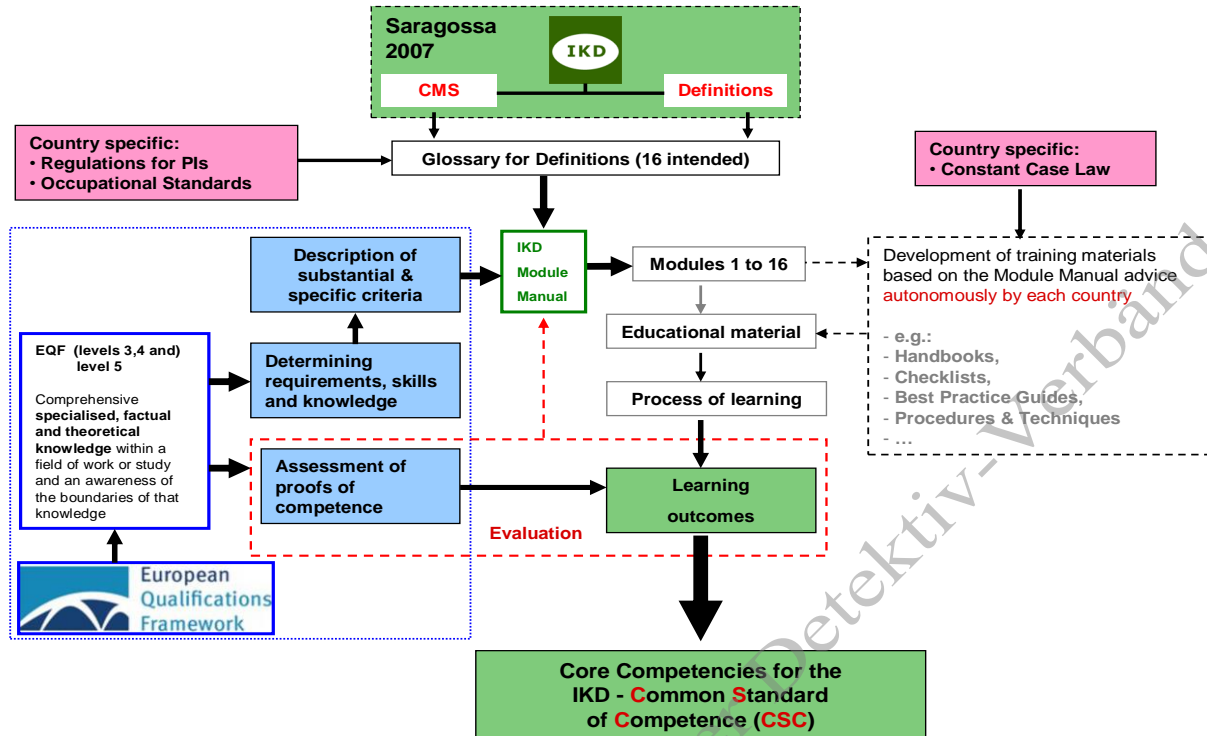 Saragossa
2007
IKD
CMS
Definitions
Country specific:
• Regulations for PIs
• Occupational Standards
Glossary for Definitions (16 intended)
Country specific:
• Constant Case Law
Description of
substantial &
specific criteria
IKD
Module
Manual
Modules 1 to 16
Development of training materials
based on the Module Manual advice
autonomously by each country
- e.g.:
- Handbooks,
- Checklists,
- Best Practice Guides,
- Procedures & Techniques
- ...
Educational material
EQF (levels 3,4 and)
level 5
Comprehensive
specialised, factual
and theoretical
knowledge within a
field of work or study
and an awareness of
the boundaries of that
knowledge
Determining
requirements, skills
and knowledge
Process of learning
Assessment of
proofs of
competence
Learning
outcomes
Evaluation
European
Qualifications
Framework
Core Competencies for the
IKD - Common Standard
of Competence (CSC)
er Detektiv-Verbänd